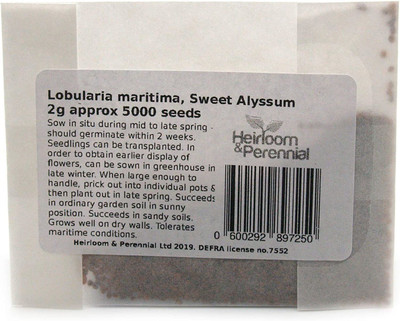 Lobularia maritima, Sweet Alyssum
2g approx 5000 seeds
Sow in situ during mid to late spring -
should germinate within 2 weeks.
Seedlings can be transplanted. In
order to obtain earlier display of
flowers, can be sown in greenhouse in
late winter. When large enough to
handle, prick out into individual pots &
then plant out in late spring. Succeeds
in ordinary garden soil in sunny
position. Succeeds in sandy soils.
Grows well on dry walls. Tolerates
maritime conditions.
Heirloom
&Perennial
0 600292 897250
Heirloom & Perennial Ltd 2019. DEFRA license no.7552